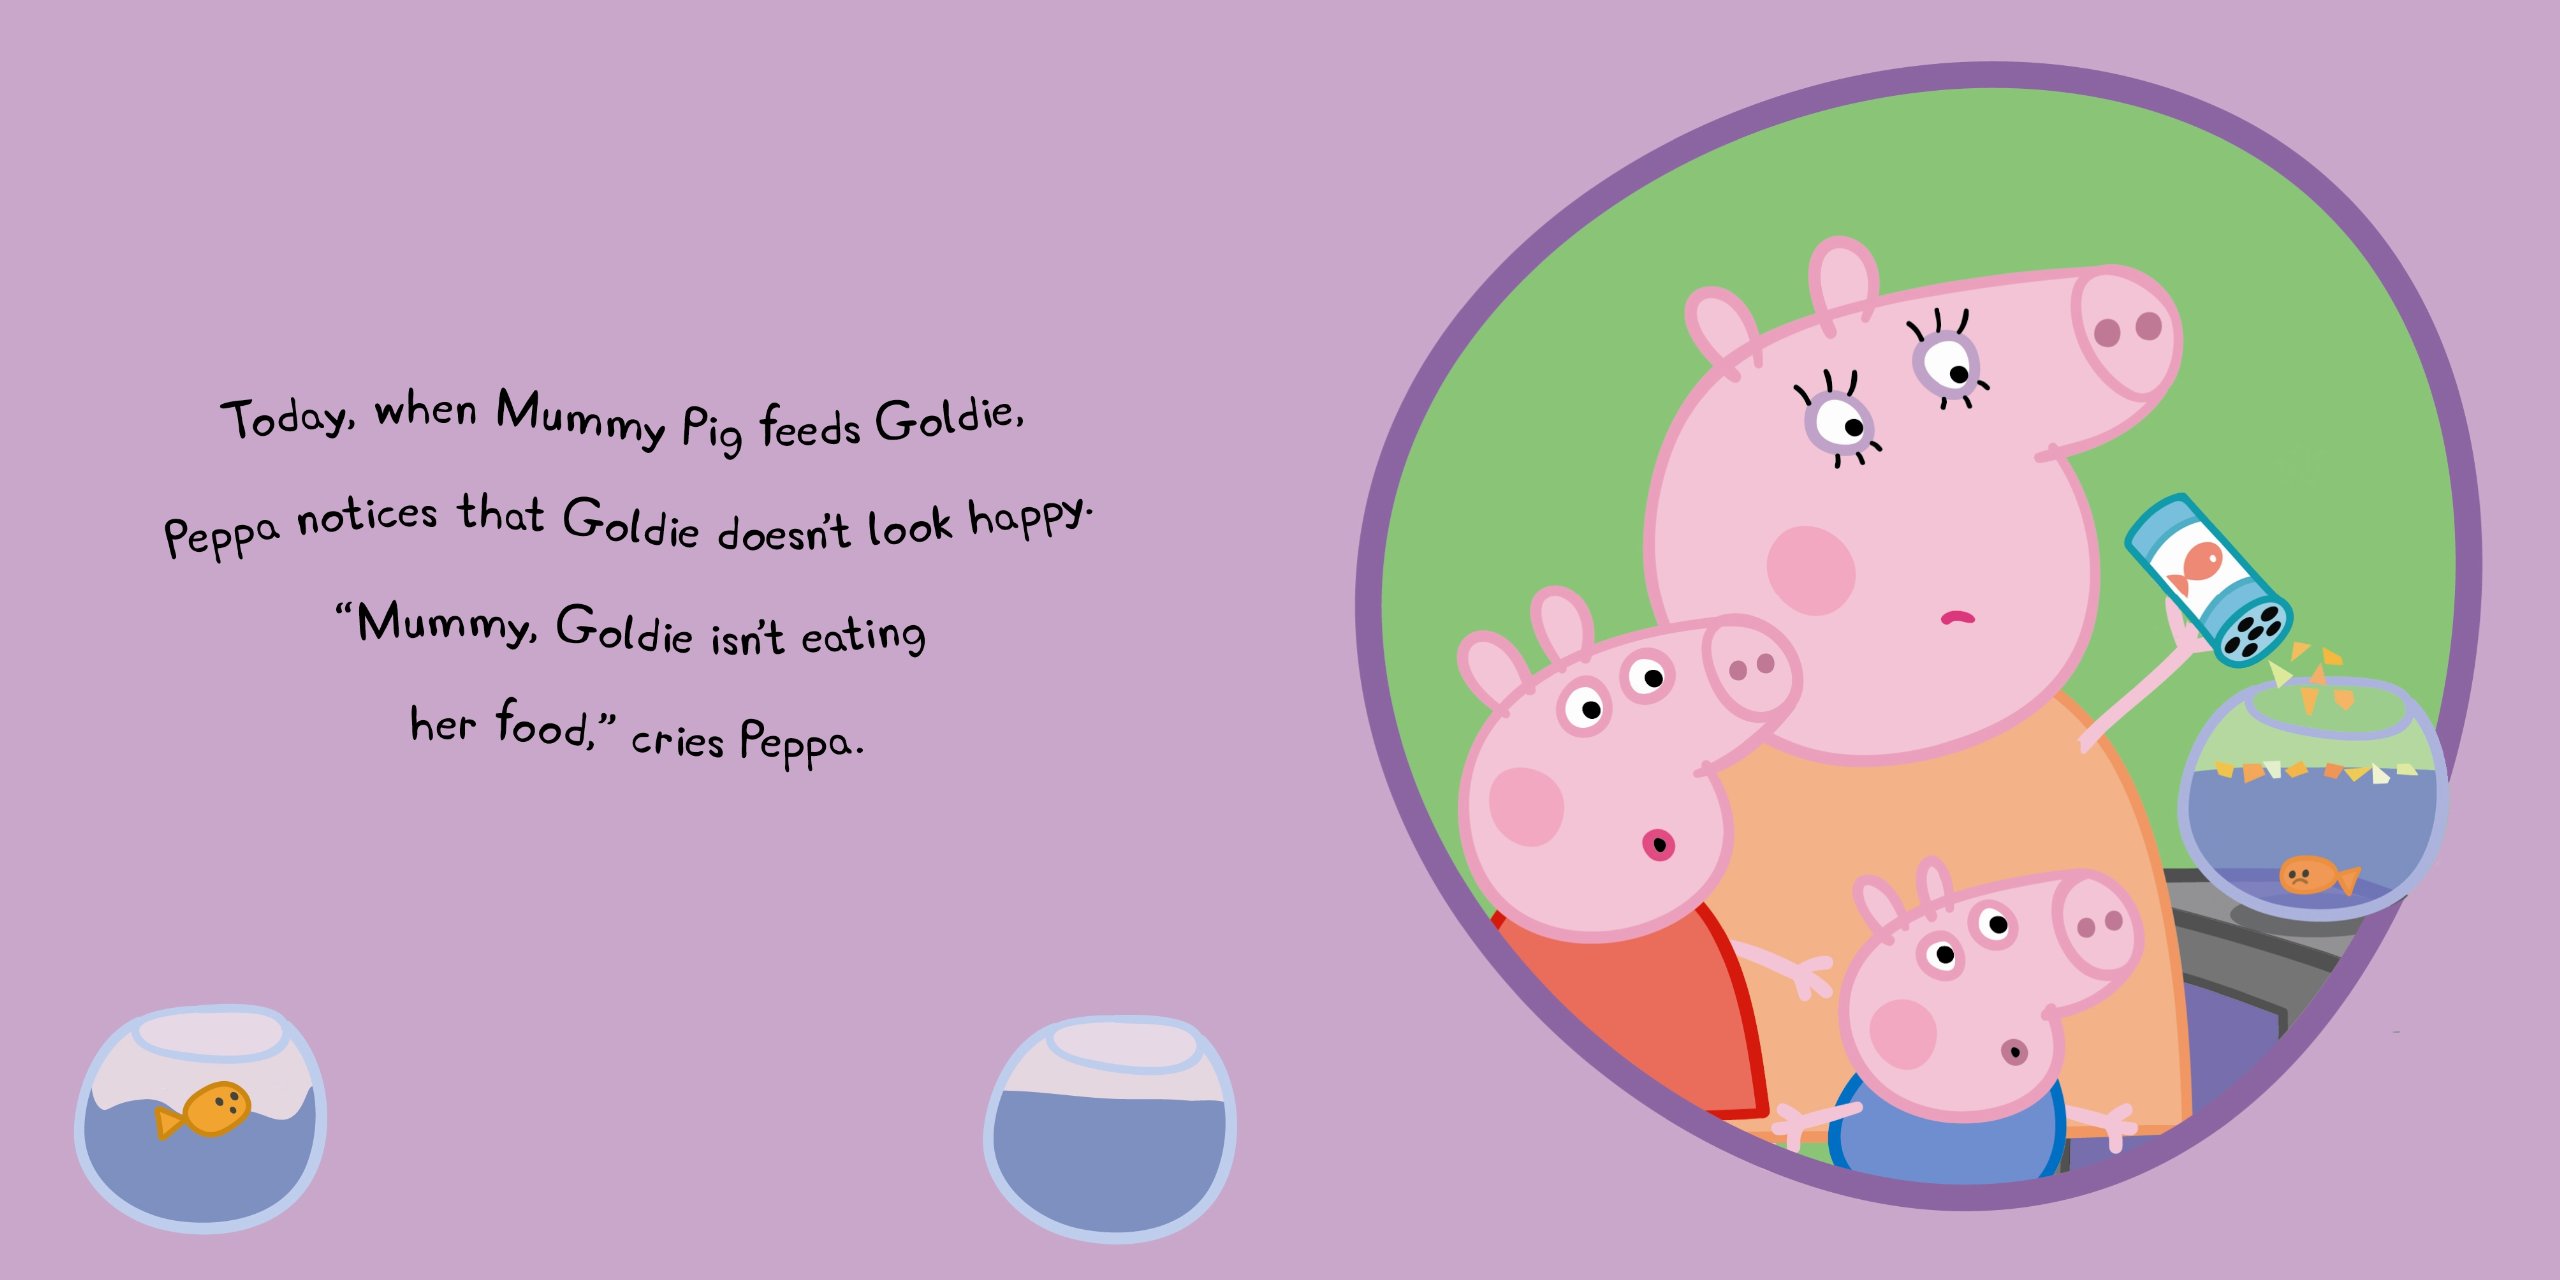 Today, when Mummy Pig feeds Goldie,
Peppa notices that Goldie doesn’t look happy.
“Mummy, Goldie isn’t eating
her food,” cries Peppa.